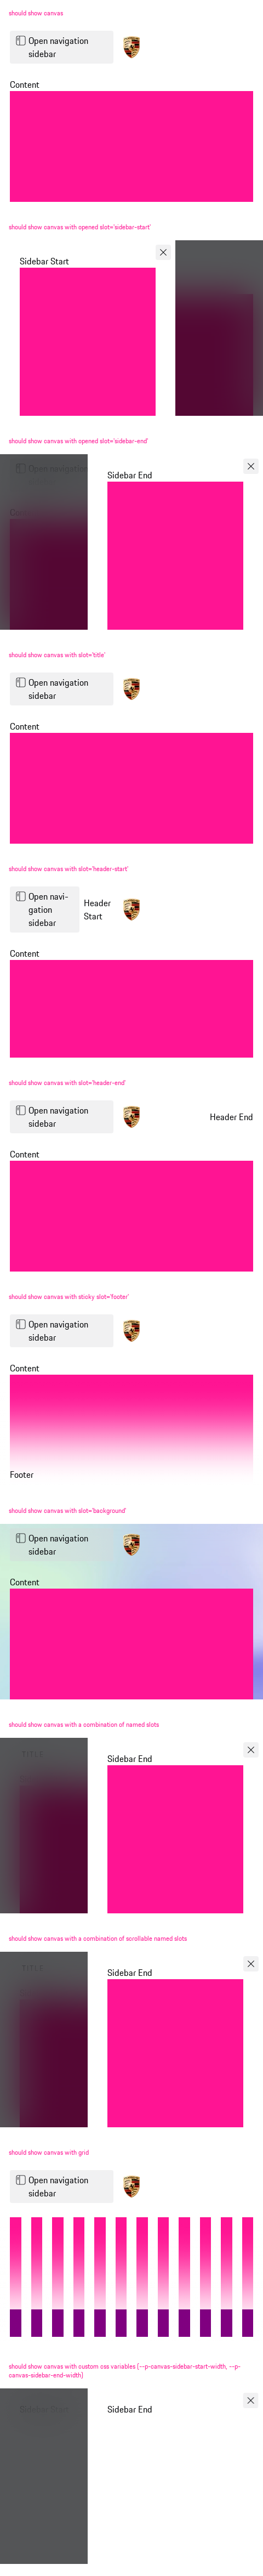 should show canvas
Open navigation
sidebar
Content
should show canvas with opened slot='sidebar-start'
Sidebar Start
should show canvas with opened slot='sidebar-end'
Open navigation
Sidebar End
should show canvas with slot='title'
Open navigation
sidebar
Content
should show canvas with slot='header-start'
Open navi-
gation
sidebar
Header
Start
Content
should show canvas with slot='header-end'
Open navigation
sidebar
Header End
Content
should show canvas with sticky slot='footer'
Open navigation
sidebar
Content
Footer
should show canvas with slot='background'
Open navigation
sidebar
Content
should show canvas with a combination of named slots
Sidebar End
should show canvas with a combination of scrollable named slots
Sidebar End
should show canvas with grid
Open navigation
sidebar
should show canvas with custom css variables (--p-canvas-sidebar-start-width, --p-
canvas-sidebar-end-width)
Sidebar End